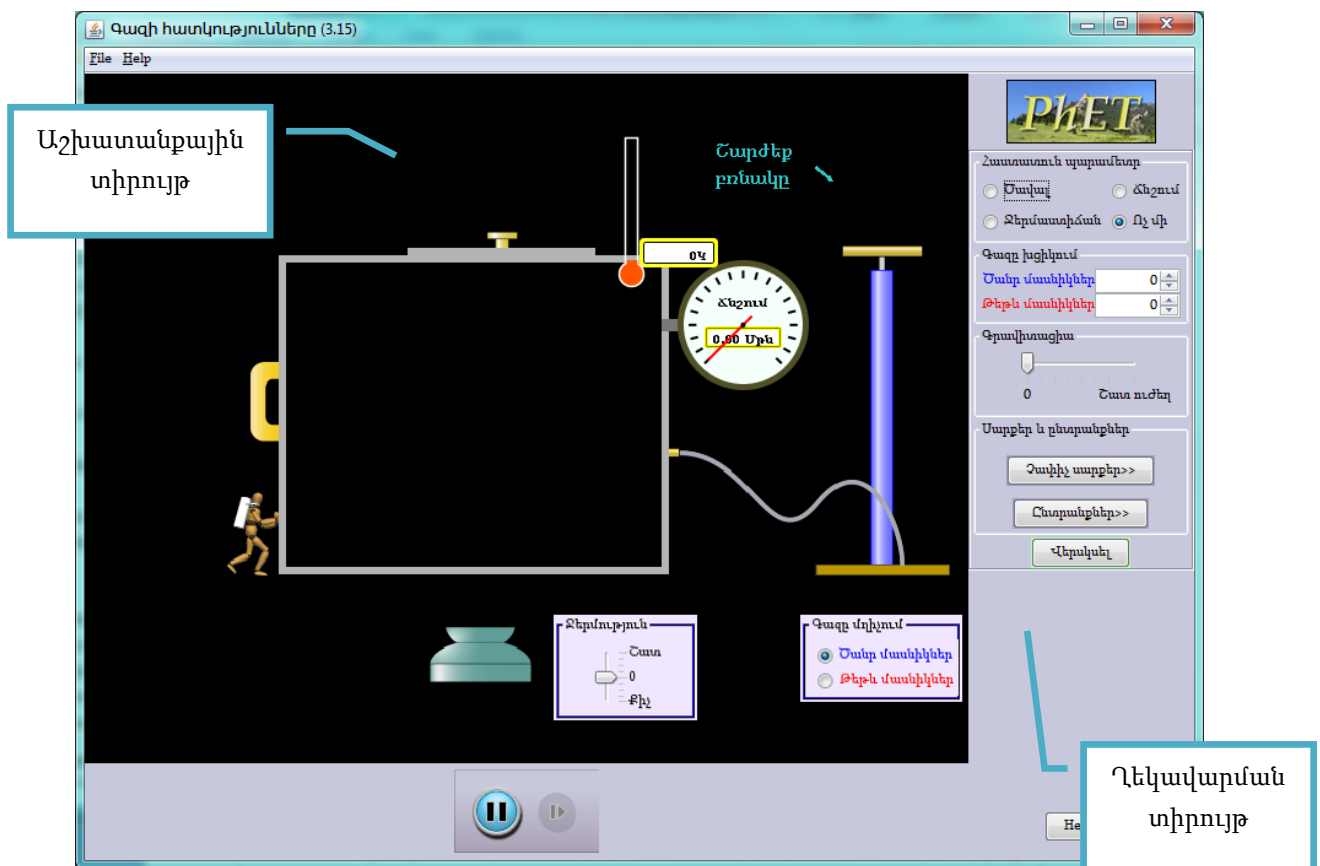 Գազի հատկությունները (3.15)
File Help
Աշխատանքային
տիրույթ
Շարժեք
բռնակը
0Կ
Ճնշում
0,00 Մթն
PhET
Հաստատուն պարամետր
Ծավալ Ճնշում
Ջերմաստիճան Ոչ մի
Գազը խցիկում
Ծանր մասնիկներ 0
Թեթև մասնիկներ 0
Գրավիտացիա
0 Շատ ուժեղ
Սարքեր և ընտրանքներ
Չափիչ սարքեր>>
Ընտրանքներ>>
Վերսկսել
Ջերմություն
Շատ
0
Քիչ
Գազը մղիչում
Ծանր մասնիկներ
Թեթև մասնիկներ
Ղեկավարման
տիրույթ